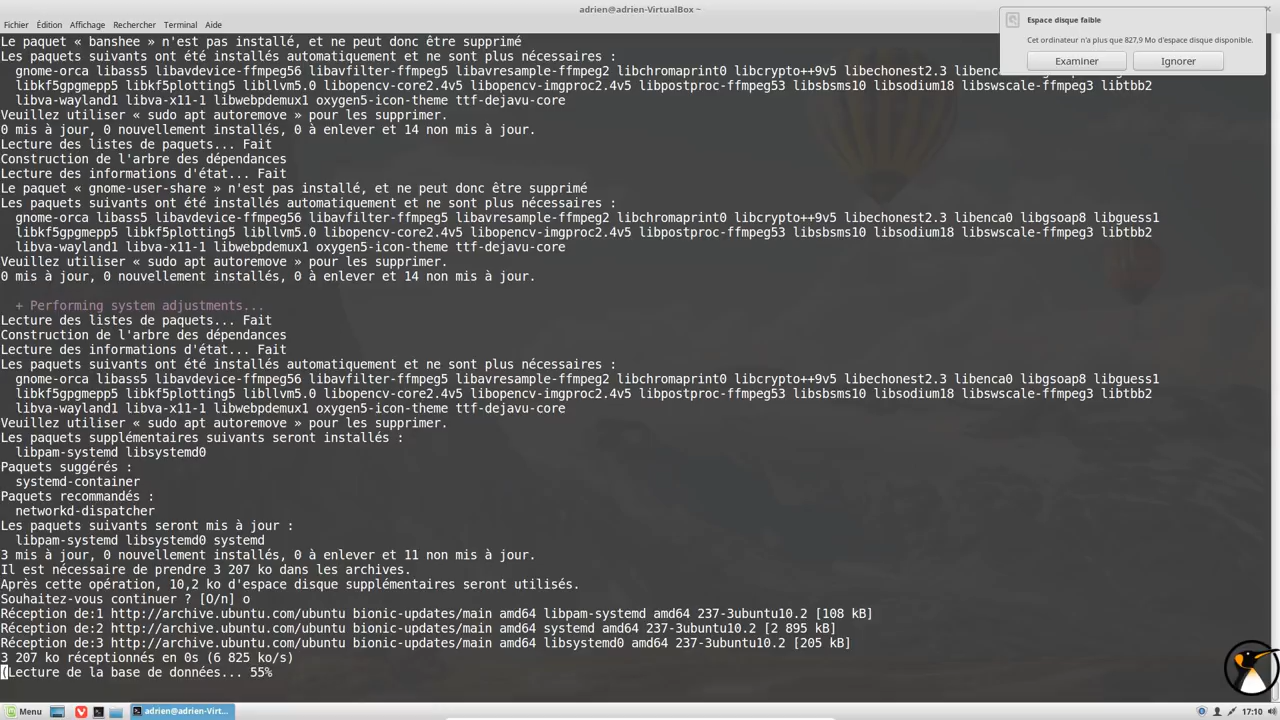 adrien@adrien-VirtualBox ~
Fichier Édition Affichage Rechercher Terminal Aide
Espace disque faible
Cet ordinateur n'a plus que 827,9 Mo d'espace disque disponible.
Examiner
Ignorer
Le paquet « banshee » n'est pas installé, et ne peut donc être supprimé
Les paquets suivants ont été installés automatiquement et ne sont plus nécessaires :
gnome-orca libass5 libavdevice-ffmpeg56 libavfilter-ffmpeg5 libavresample-ffmpeg2 libchromaprint0 libcrypto++9v5 libechonest2.3
libkf5gpgmepp5 libkf5plotting5 libllvm5.0 libopencv-core2.4v5 libopencv-imgproc2.4v5 libpostproc-ffmpeg53 libsbsms10 libsodium18 libswscale-ffmpeg3 libtbb2
libva-wayland1 libva-x11-1 libwebpdemux1 oxygen5-icon-theme ttf-dejavu-core
Veuillez utiliser « sudo apt autoremove » pour les supprimer.
0 mis à jour, 0 nouvellement installés, 0 à enlever et 14 non mis à jour.
Lecture des listes de paquets... Fait
Construction de l'arbre des dépendances
Lecture des informations d'état... Fait
Le paquet « gnome-user-share » n'est pas installé, et ne peut donc être supprimé
Les paquets suivants ont été installés automatiquement et ne sont plus nécessaires :
gnome-orca libass5 libavdevice-ffmpeg56 libavfilter-ffmpeg5 libavresample-ffmpeg2 libchromaprint0 libcrypto++9v5 libechonest2.3 libenca0 libgsoap8 libguess1
libkf5gpgmepp5 libkf5plotting5 libllvm5.0 libopencv-core2.4v5 libopencv-imgproc2.4v5 libpostproc-ffmpeg53 libsbsms10 libsodium18 libswscale-ffmpeg3 libtbb2
libva-wayland1 libva-x11-1 libwebpdemux1 oxygen5-icon-theme ttf-dejavu-core
Veuillez utiliser « sudo apt autoremove » pour les supprimer.
0 mis à jour, 0 nouvellement installés, 0 à enlever et 14 non mis à jour.
+ Performing system adjustments...
Lecture des listes de paquets... Fait
Construction de l'arbre des dépendances
Lecture des informations d'état... Fait
Les paquets suivants ont été installés automatiquement et ne sont plus nécessaires :
gnome-orca libass5 libavdevice-ffmpeg56 libavfilter-ffmpeg5 libavresample-ffmpeg2 libchromaprint0 libcrypto++9v5 libechonest2.3 libenca0 libgsoap8 libguess1
libkf5gpgmepp5 libkf5plotting5 libllvm5.0 libopencv-core2.4v5 libopencv-imgproc2.4v5 libpostproc-ffmpeg53 libsbsms10 libsodium18 libswscale-ffmpeg3 libtbb2
libva-wayland1 libva-x11-1 libwebpdemux1 oxygen5-icon-theme ttf-dejavu-core
Veuillez utiliser « sudo apt autoremove » pour les supprimer.
Les paquets supplémentaires suivants seront installés :
libpam-systemd libsystemd0
Paquets suggérés :
systemd-container
Paquets recommandés :
networkd-dispatcher
Les paquets suivants seront mis à jour :
libpam-systemd libsystemd0 systemd
3 mis à jour, 0 nouvellement installés, 0 à enlever et 11 non mis à jour.
Il est nécessaire de prendre 3 207 ko dans les archives.
Après cette opération, 10,2 ko d'espace disque supplémentaires seront utilisés.
Souhaitez-vous continuer ? [O/n] o
Réception de:1 http://archive.ubuntu.com/ubuntu bionic-updates/main amd64 libpam-systemd amd64 237-3ubuntu10.2 [108 kB]
Réception de:2 http://archive.ubuntu.com/ubuntu bionic-updates/main amd64 systemd amd64 237-3ubuntu10.2 [2 895 kB]
Réception de:3 http://archive.ubuntu.com/ubuntu bionic-updates/main amd64 libsystemd0 amd64 237-3ubuntu10.2 [205 kB]
3 207 ko réceptionnés en 0s (6 825 ko/s)
(Lecture de la base de données... 55%
Menu
adrien@adrien-Virt...
17:10